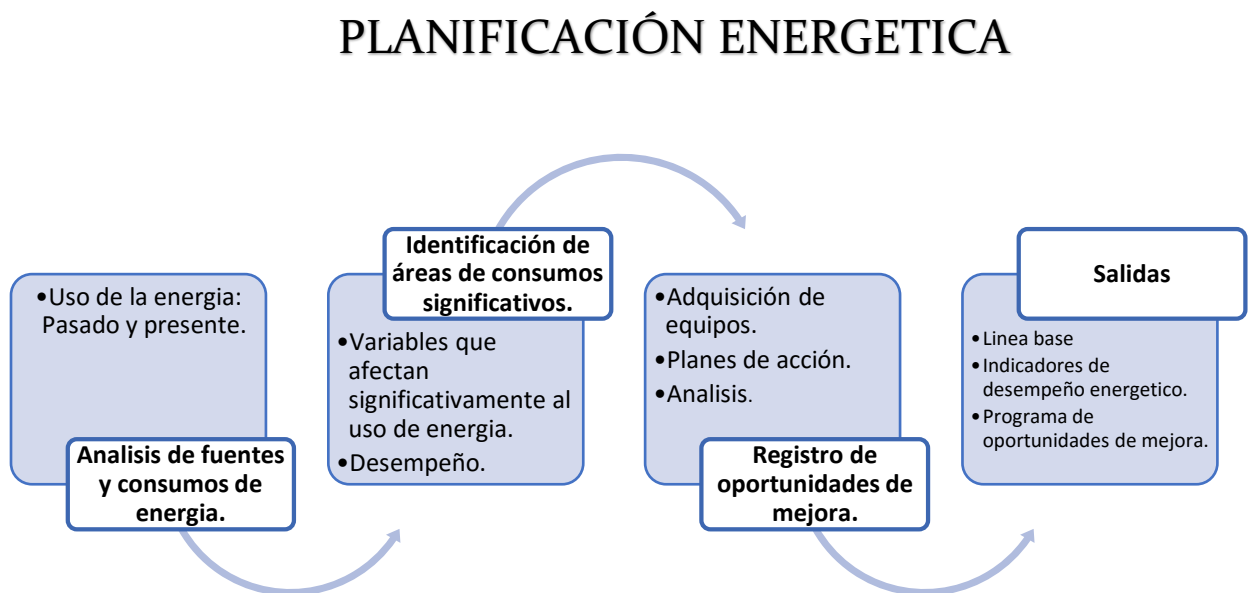 PLANIFICACIÓN ENERGETICA
•Uso de la energia:
Pasado y presente.
Analisis de fuentes
y consumos de
energia.
Identificación de
áreas de consumos
significativos.
•Variables que
afectan
significativamente al
uso de energia.
•Desempeño.
•Adquisición de
equipos.
•Planes de acción.
•Analisis.
Registro de
oportunidades de
mejora.
Salidas
•Linea base
•Indicadores de
desempeño energetico.
•Programa de
oportunidades de mejora.